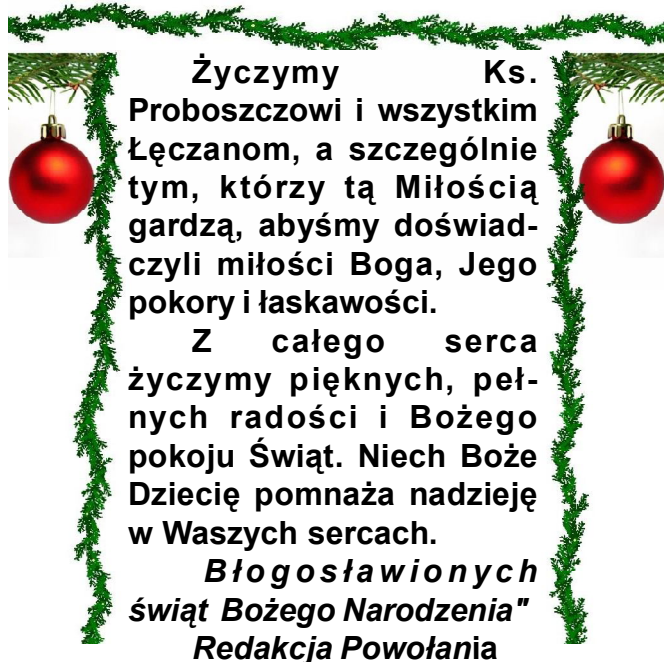 Życzymy Ks.
Proboszczowi i wszystkim
Łęczanom, a szczególnie
tym, którzy tą Miłością
gardzą, abyśmy doświad-
czyli miłości Boga, Jego
pokory i łaskawości.
Z całego serca
życzymy pięknych, peł-
nych radości i Bożego
pokoju Świąt. Niech Boże
Dziecię pomnaża nadzieję
w Waszych sercach.
Błogosławionych
świąt Bożego Narodzenia"
Redakcja Powołania